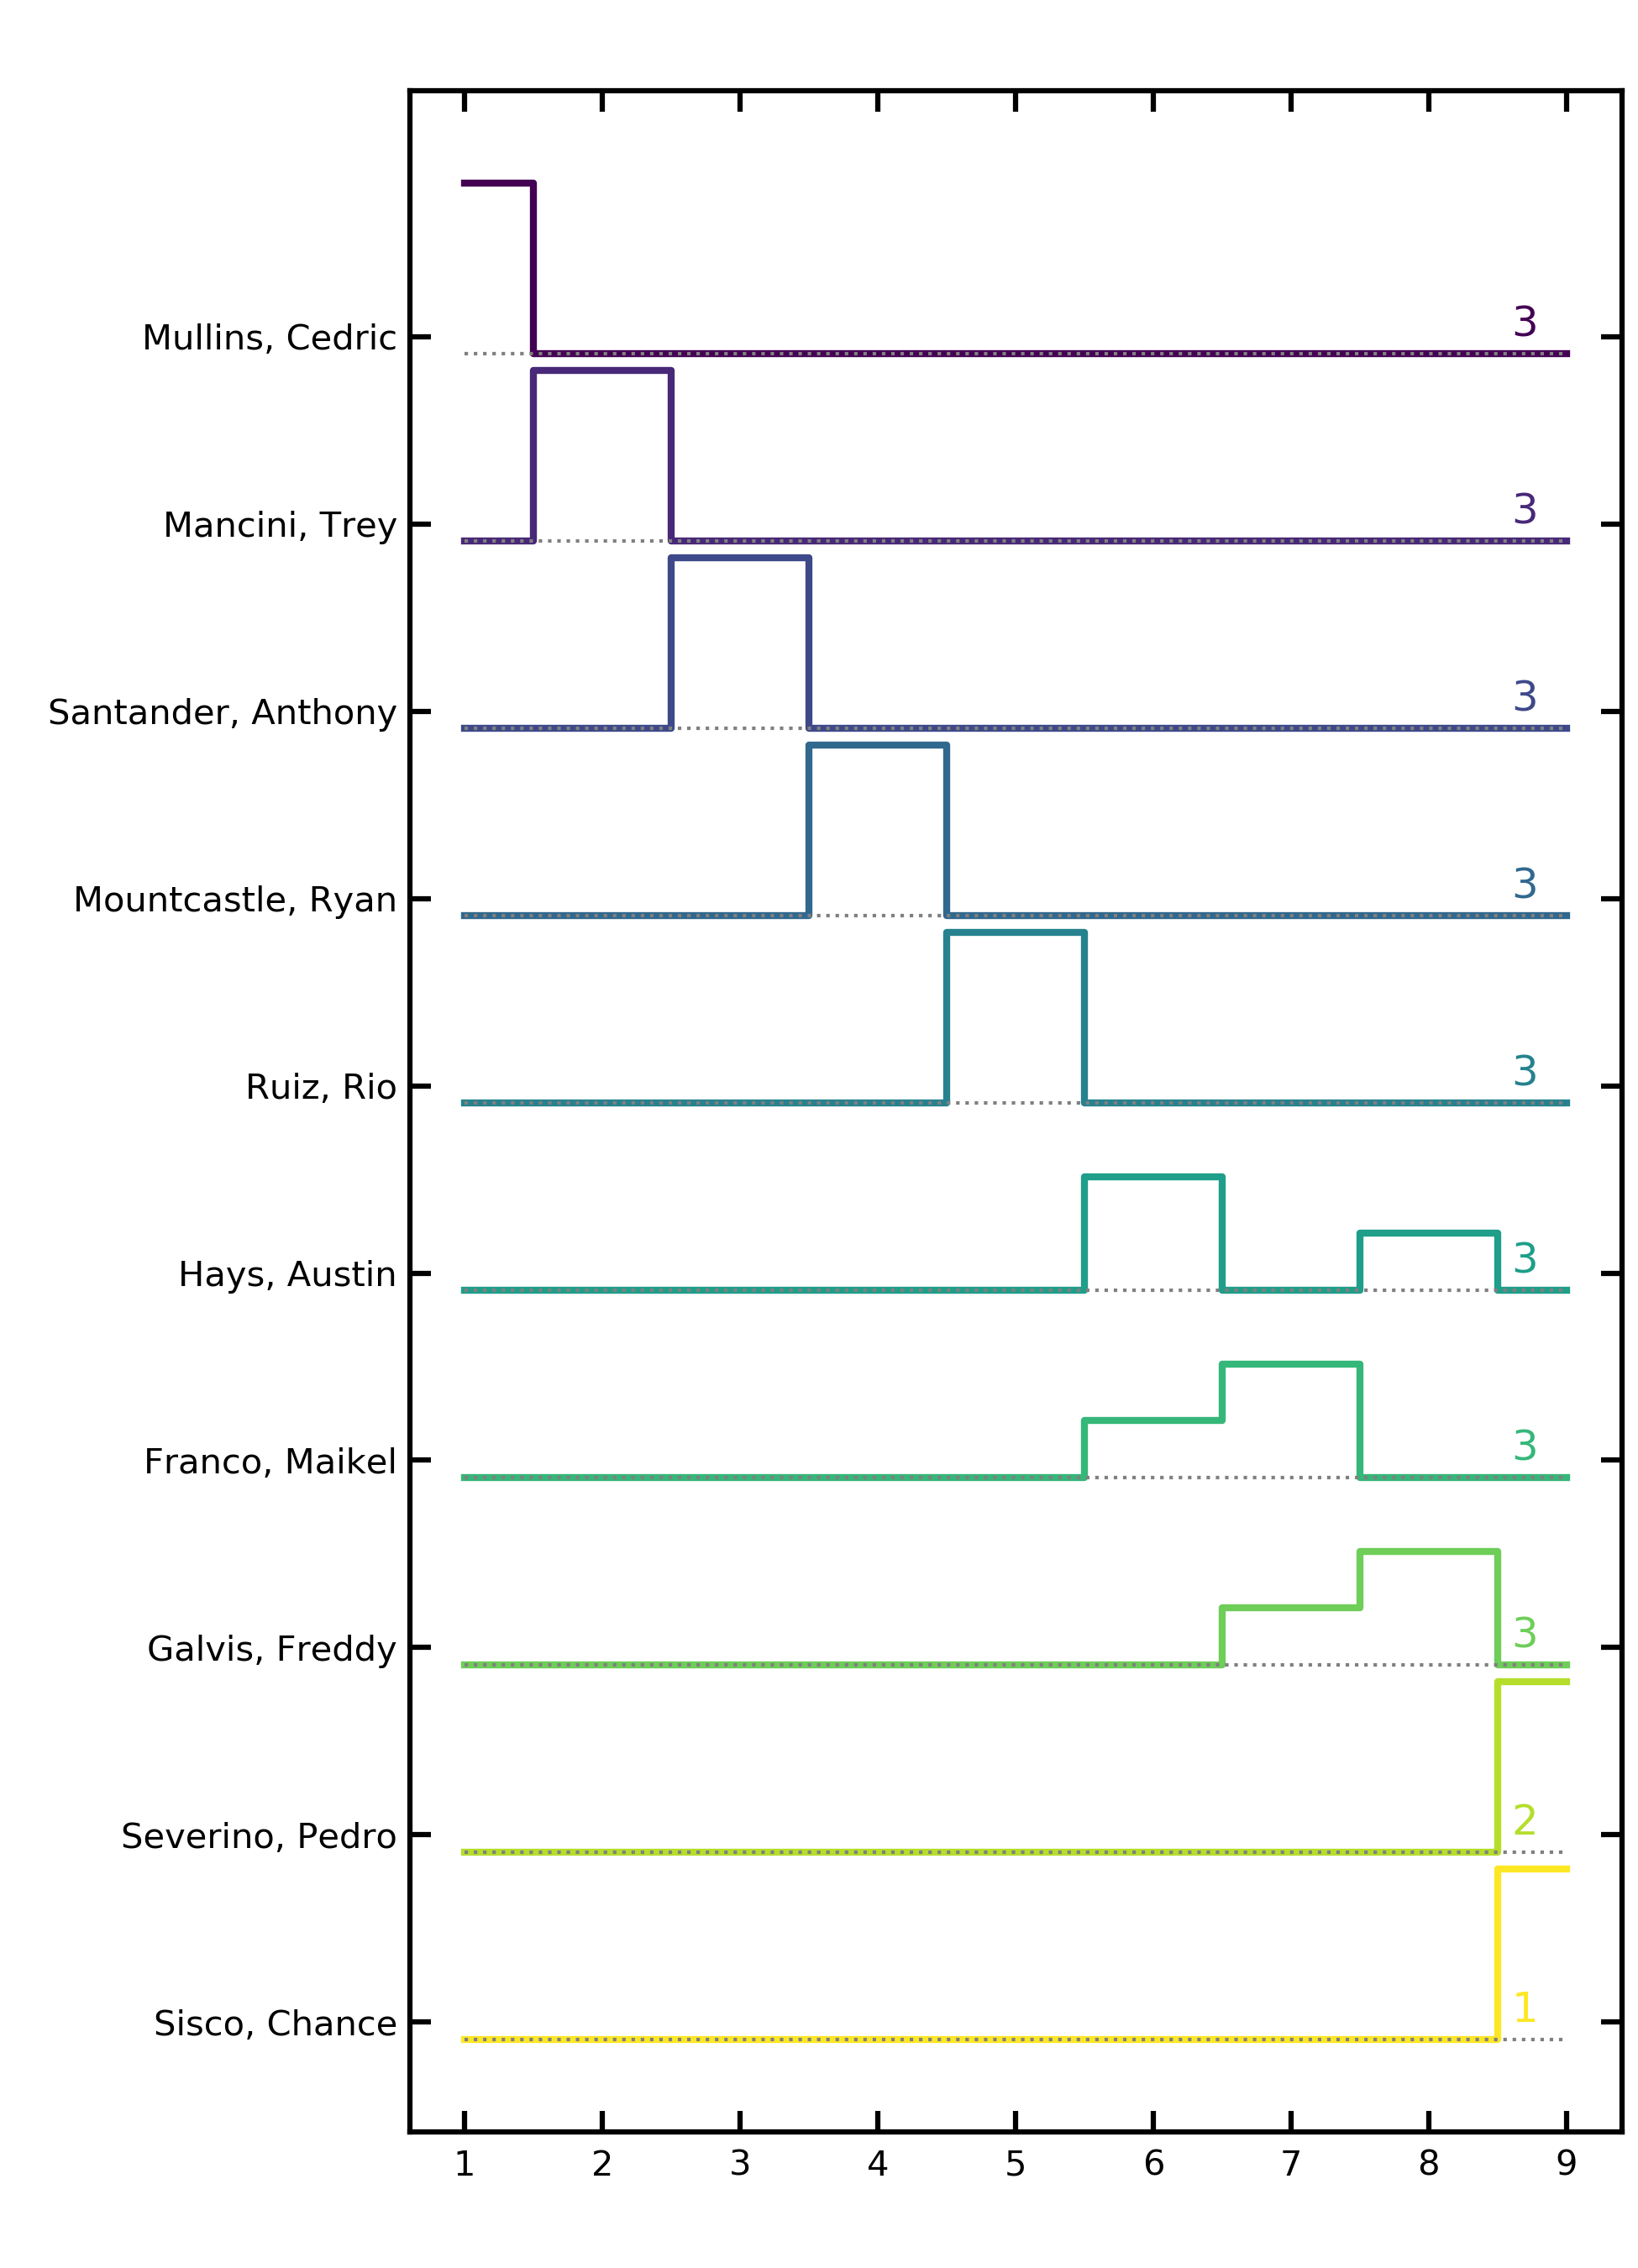 Mullins, Cedric 3
Mancini, Trey 3
Santander, Anthony 3
Mountcastle, Ryan 3
Ruiz, Rio 3
Hays, Austin 3
Franco, Maikel 3
Galvis, Freddy 3
Severino, Pedro 2
Sisco, Chance 1
1 2 3 4 5 6 7 8 9